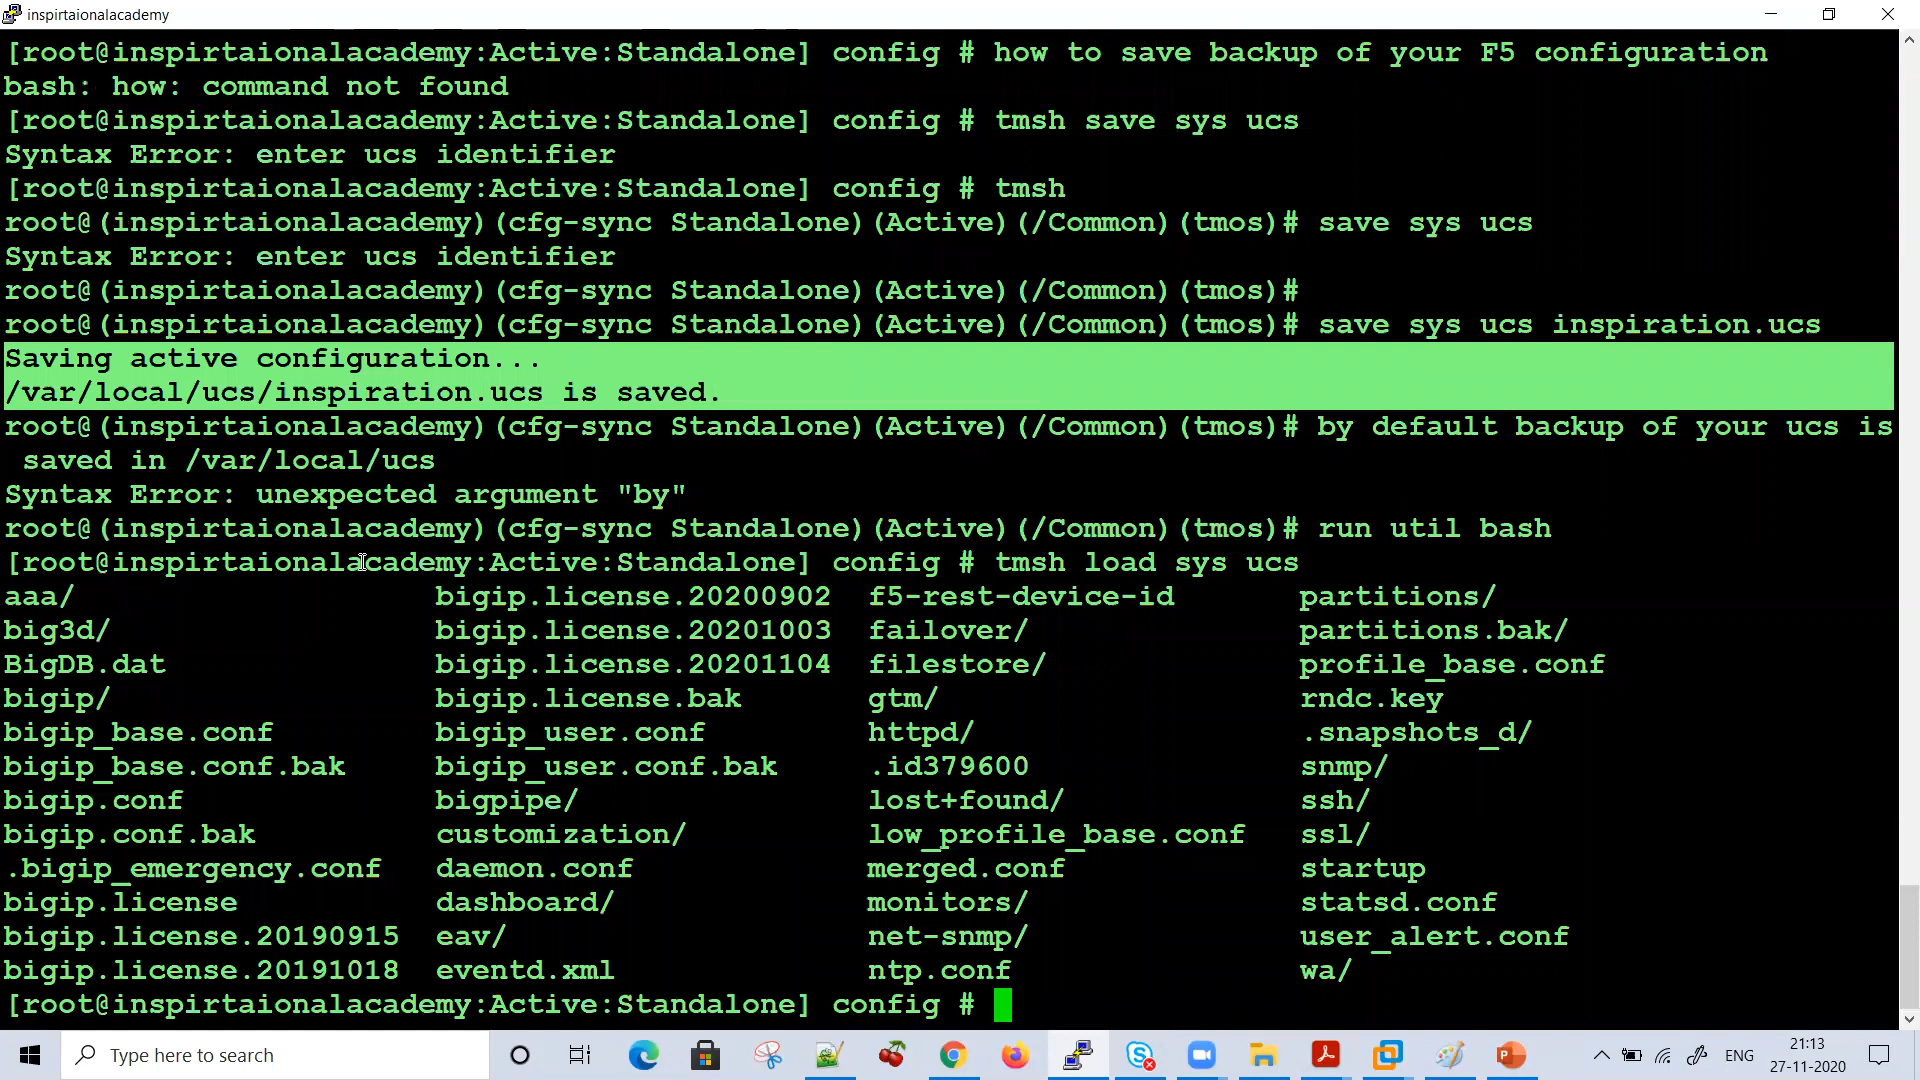 inspirtaionalacademy
[root@inspirtaionalacademy:Active:Standalone] config # how to save backup of your F5 configuration
bash: how: command not found
[root@inspirtaionalacademy:Active:Standalone] config # tmsh save sys ucs
Syntax Error: enter ucs identifier
[root@inspirtaionalacademy:Active:Standalone] config # tmsh
root@(inspirtaionalacademy)(cfg-sync Standalone)(Active)(/Common)(tmos)# save sys ucs
Syntax Error: enter ucs identifier
root@(inspirtaionalacademy)(cfg-sync Standalone)(Active)(/Common)(tmos)#
root@(inspirtaionalacademy)(cfg-sync Standalone)(Active)(/Common)(tmos)# save sys ucs inspiration.ucs
Saving active configuration...
/var/local/ucs/inspiration.ucs is saved.
root@(inspirtaionalacademy)(cfg-sync Standalone)(Active)(/Common)(tmos)# by default backup of your ucs is
saved in /var/local/ucs
Syntax Error: unexpected argument "by"
root@(inspirtaionalacademy)(cfg-sync Standalone)(Active)(/Common)(tmos)# run util bash
[root@inspirtaionalacademy:Active:Standalone] config # tmsh load sys ucs
aaa/ bigip.license.20200902 f5-rest-device-id partitions/
big3d/ bigip.license.20201003 failover/ partitions.bak/
BigDB.dat bigip.license.20201104 filestore/ profile_base.conf
bigip/ bigip.license.bak gtm/ rndc.key
bigip_base.conf bigip_user.conf httpd/ .snapshots_d/
bigip_base.conf.bak bigip_user.conf.bak .id379600 snmp/
bigip.conf bigpipe/ lost+found/ ssh/
bigip.conf.bak customization/ low_profile_base.conf ssl/
.bigip_emergency.conf daemon.conf merged.conf startup
bigip.license dashboard/ monitors/ statsd.conf
bigip.license.20190915 eav/ net-snmp/ user_alert.conf
bigip.license.20191018 eventd.xml ntp.conf wa/
[root@inspirtaionalacademy:Active:Standalone] config #
Type here to search
ENG
21:13
27-11-2020